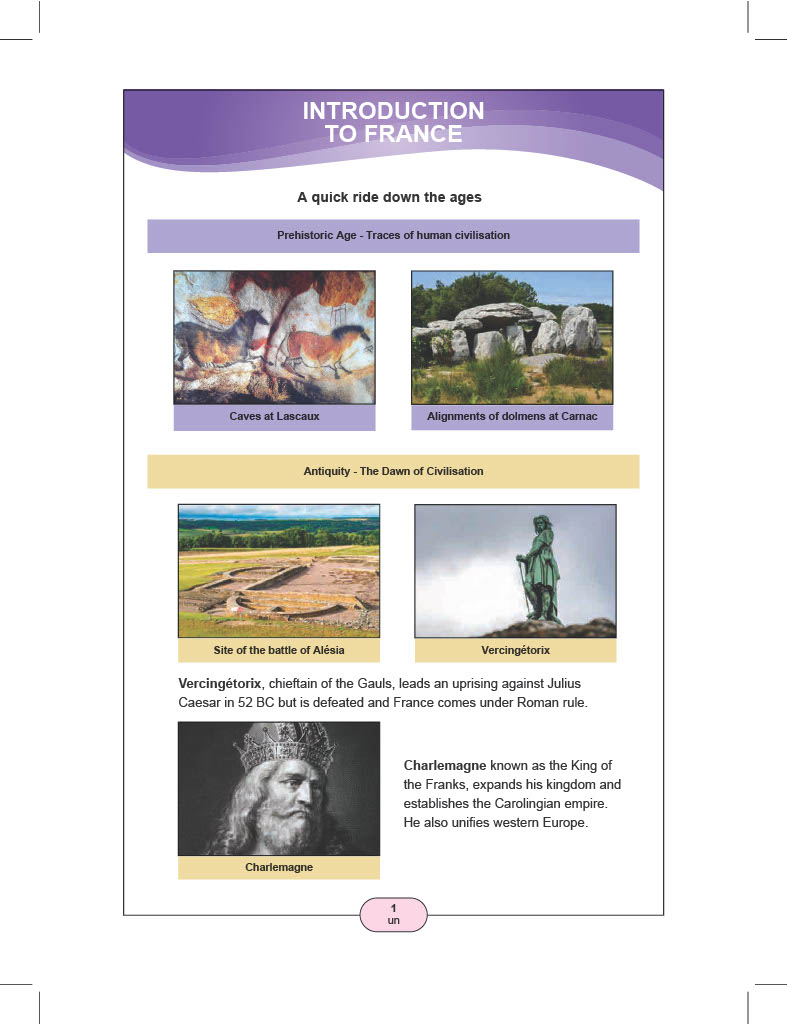 INTRODUCTION
TO FRANCE
A quick ride down the ages
Prehistoric Age - Traces of human civilisation
Caves at Lascaux
Alignments of dolmens at Carnac
Antiquity - The Dawn of Civilisation
Site of the battle of Alésia
Vercingétorix
Vercingétorix, chieftain of the Gauls, leads an uprising against Julius
Caesar in 52 BC but is defeated and France comes under Roman rule.
Charlemagne known as the King of
the Franks, expands his kingdom and
establishes the Carolingian empire.
He also unifies western Europe.
Charlemagne
1
un